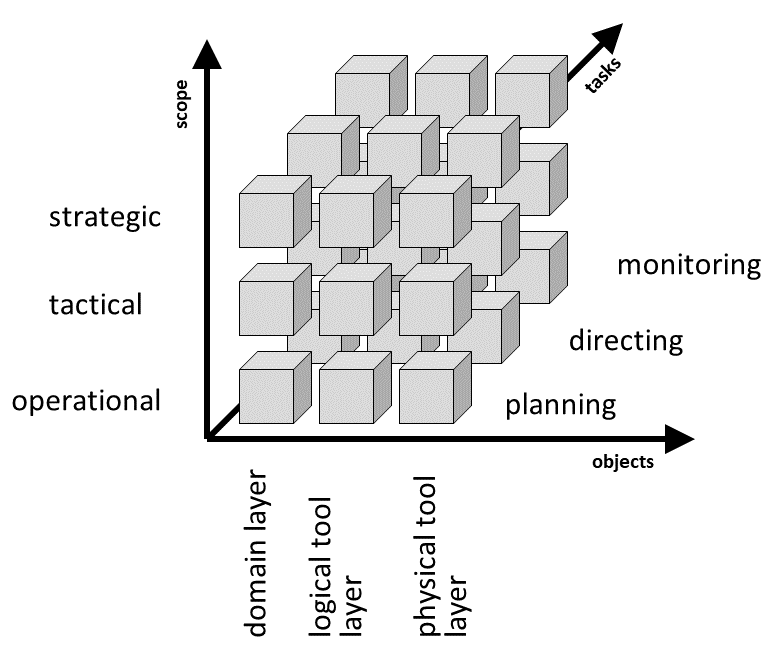 tasks
scope
strategic
tactical
operational
monitoring
directing
planning
objects
domain layer
logical tool
layer
physical tool
layer